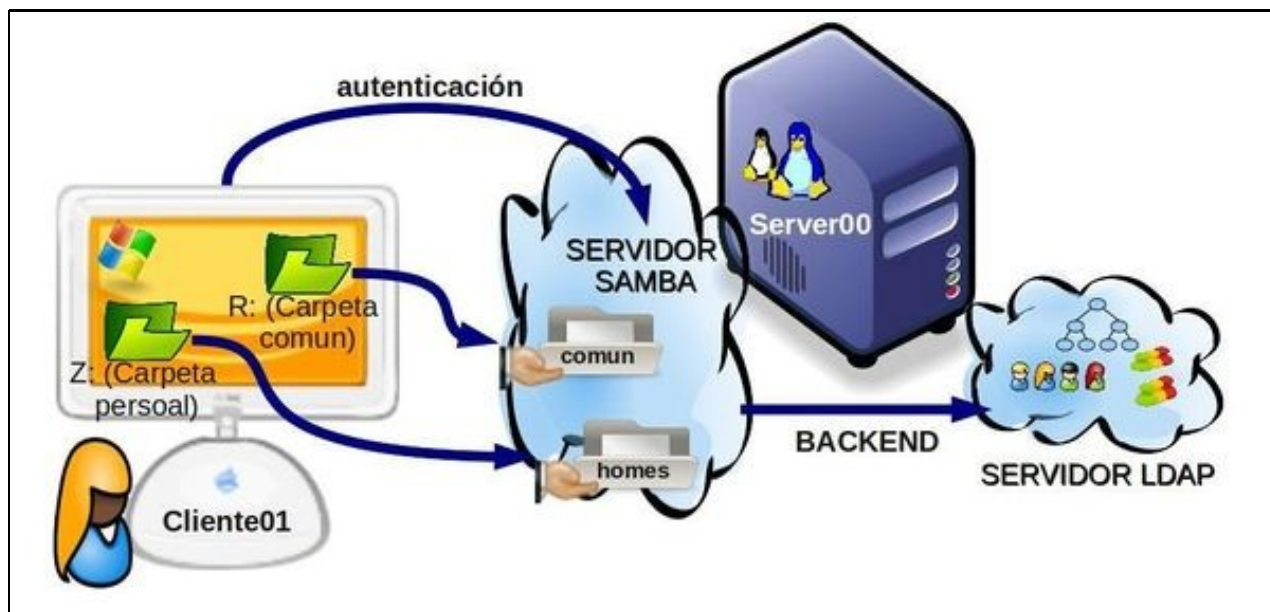 autenticación
Server00
SERVIDOR
SAMBA
R: (Carpeta
comun)
Z: (Carpeta
persoal)
comun
homes
BACKEND
SERVIDOR LDAP
Cliente01